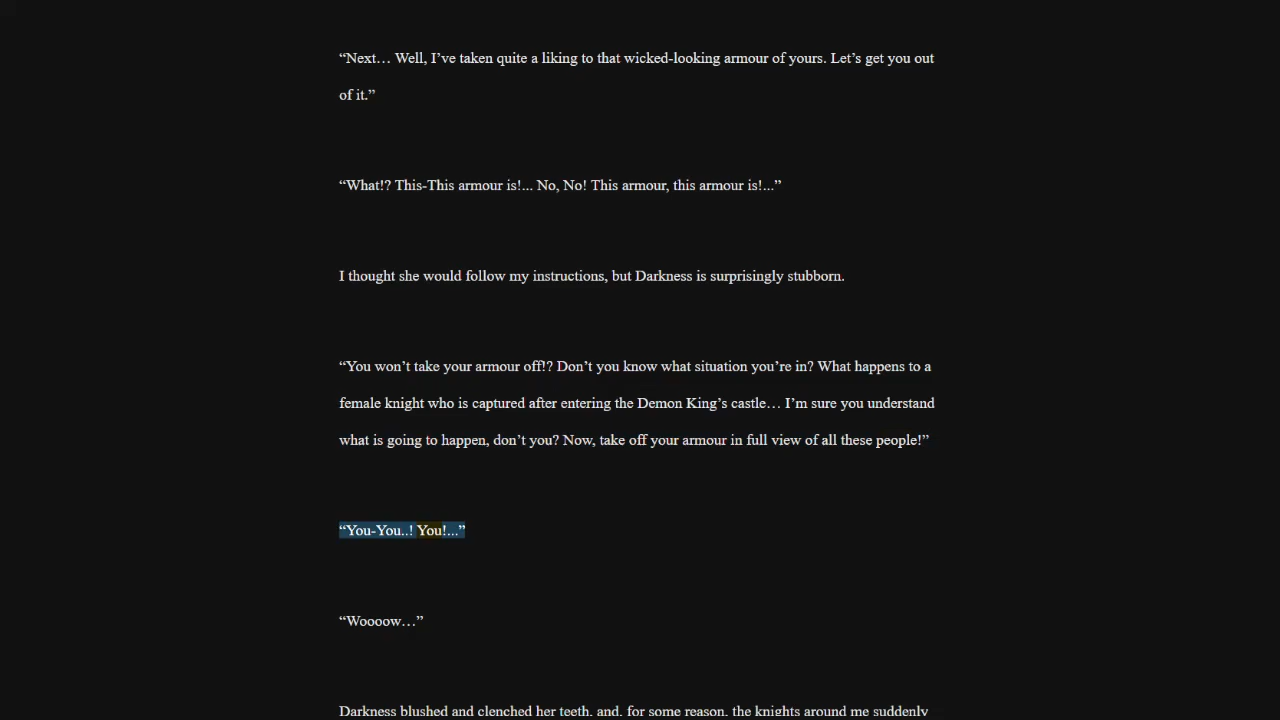 “Next… Well, I’ve taken quite a liking to that wicked-looking armour of yours. Let’s get you out
of it.”
“What!? This-This armour is!... No, No! This armour, this armour is!...”
I thought she would follow my instructions, but Darkness is surprisingly stubborn.
“You won’t take your armour off!? Don’t you know what situation you’re in? What happens to a
female knight who is captured after entering the Demon King’s castle… I’m sure you understand
what is going to happen, don’t you? Now, take off your armour in full view of all these people!”
“You-You..! You!...”
“Woooow…”
Darkness blushed and clenched her teeth, and, for some reason, the knights around me suddenly